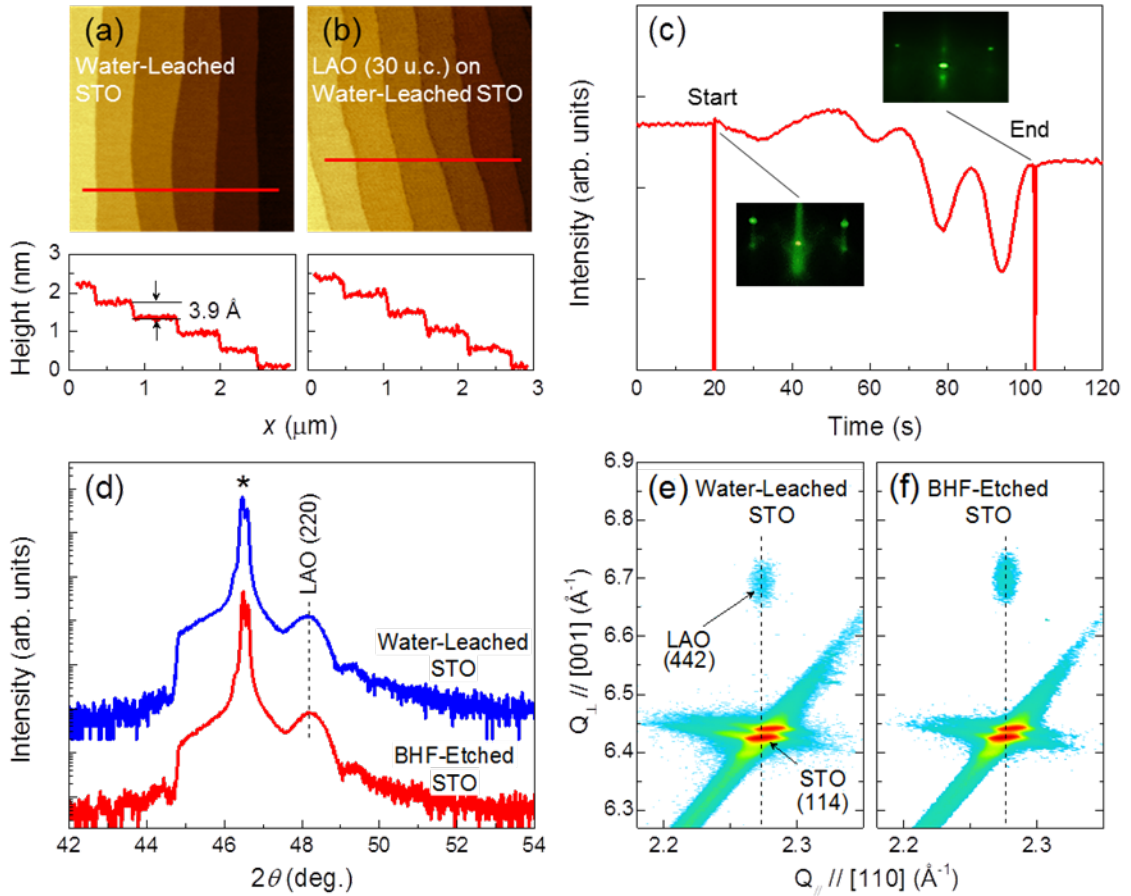 (a)
Water-Leached
STO
(b)
LAO (30 u.c.) on
Water-Leached STO
Height (nm)
3
2
1
0
3.9 Å
0 1 2
0 1 2 3
x (μm)
(c)
Intensity (arb. units)
Start
End
0 20 40 60 80 100 120
Time (s)
(d)
Intensity (arb. units)
*
LAO (220)
Water-Leached
STO
BHF-Etched
STO
42 44 46 48 50 52 54
2θ (deg.)
(e)
Water-Leached
STO
Q⊥ // [001] (Å-1)
6.9
6.8
6.7
6.6
6.5
6.4
6.3
LAO
(442)
STO
(114)
2.2 2.3
(f)
BHF-Etched
STO
2.2 2.3
Q// // [110] (Å-1)